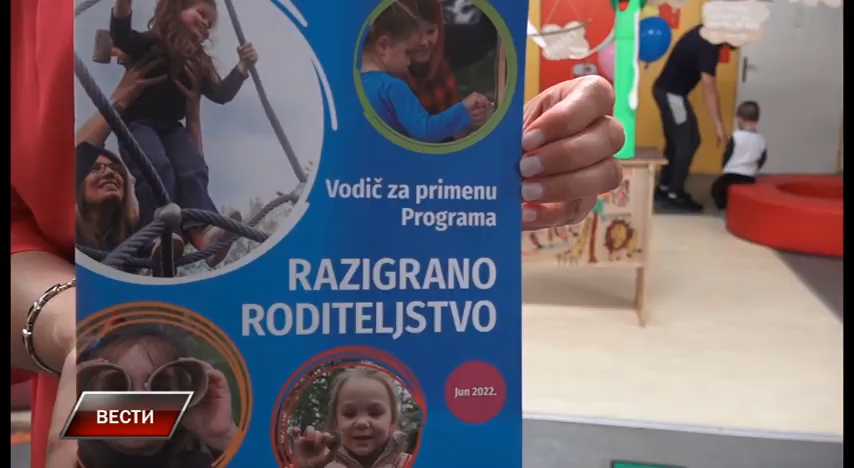 Vodič za primenu
Programa
RAZIGRANO
RODITELJSTVO
Jun 2022.
ВЕСТИ